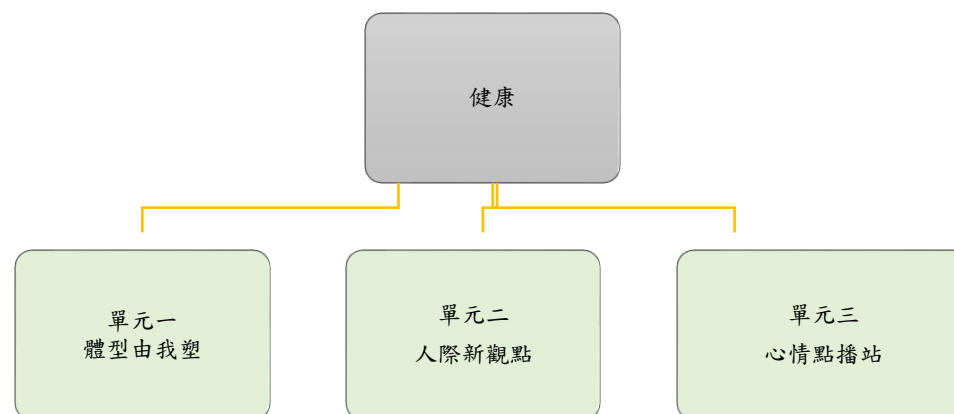 健康
單元一
體型由我塑
單元二
人際新觀點
單元三
心情點播站